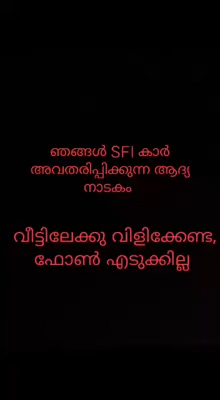 ഞങ്ങൾ SFI കാർ
അവതരിപ്പിക്കുന്ന ആദ്യ
നാടകം
വീട്ടിലേക്കു വിളിക്കേണ്ട,
ഫോൺ എടുക്കില്ല